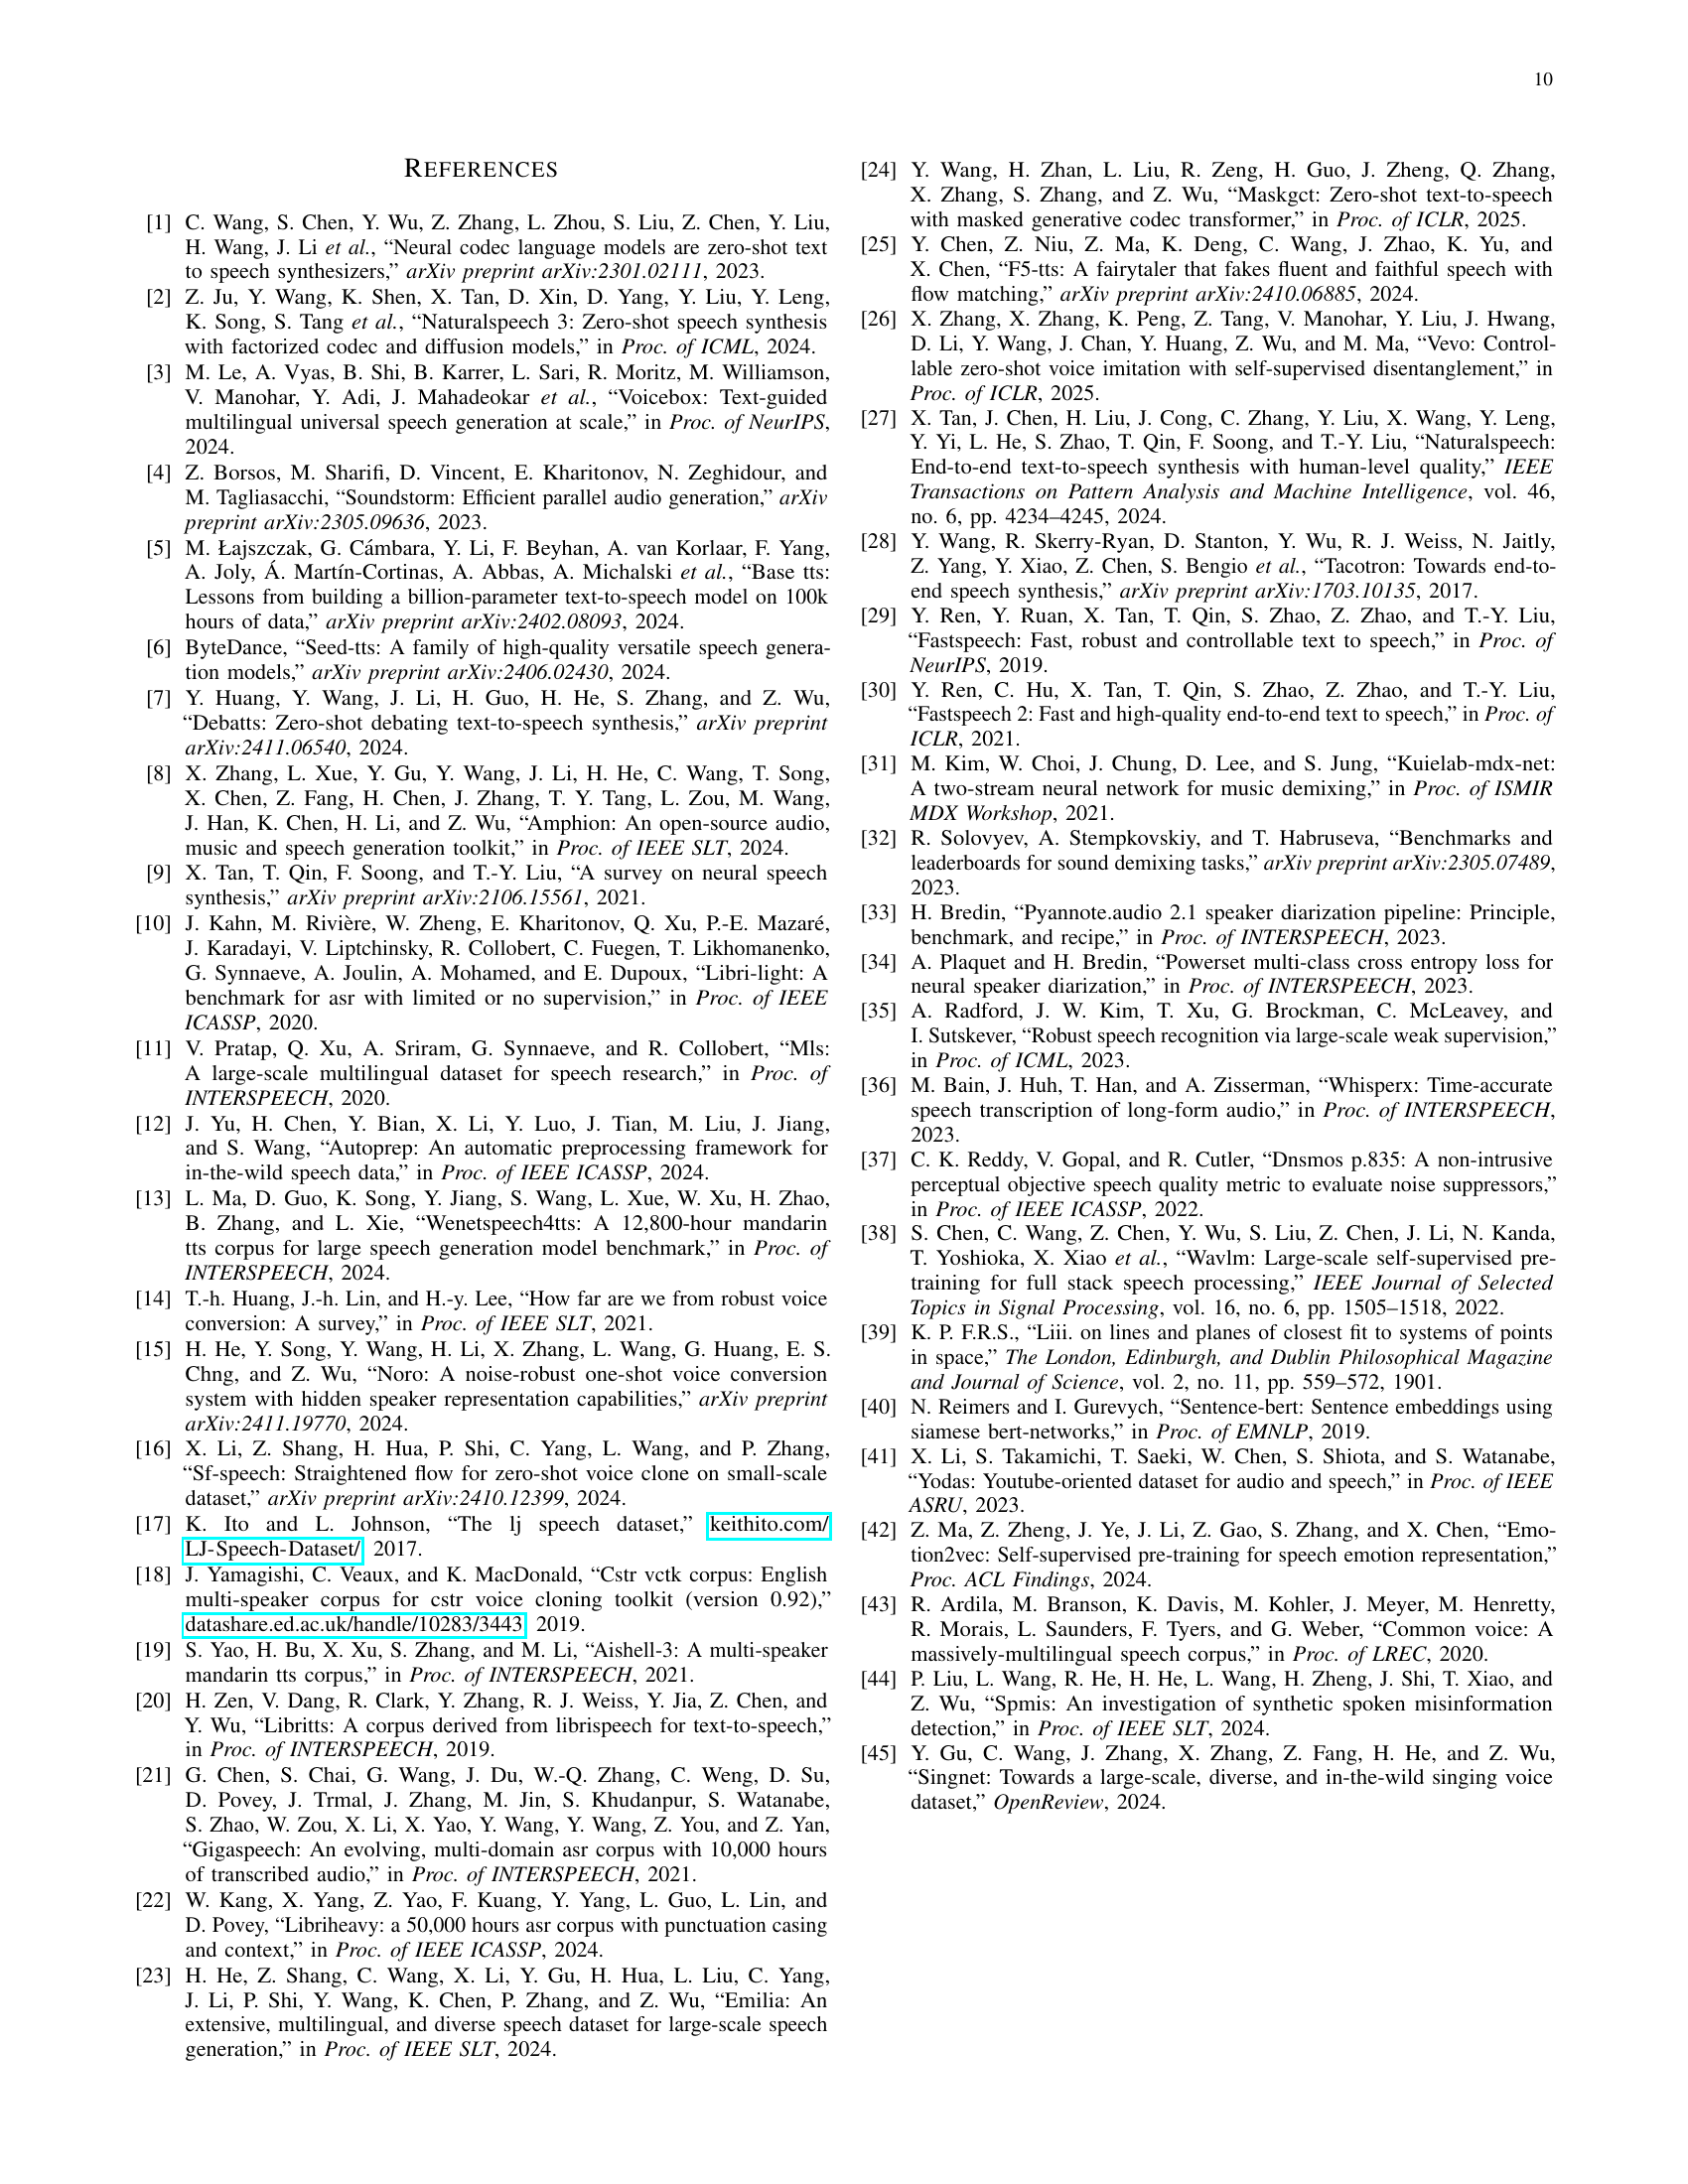 10
REFERENCES
[1] C. Wang, S. Chen, Y. Wu, Z. Zhang, L. Zhou, S. Liu, Z. Chen, Y. Liu,
H. Wang, J. Li et al., “Neural codec language models are zero-shot text
to speech synthesizers,” arXiv preprint arXiv:2301.02111, 2023.
[2] Z. Ju, Y. Wang, K. Shen, X. Tan, D. Xin, D. Yang, Y. Liu, Y. Leng,
K. Song, S. Tang et al., “Naturalspeech 3: Zero-shot speech synthesis
with factorized codec and diffusion models,” in Proc. of ICML, 2024.
[3] M. Le, A. Vyas, B. Shi, B. Karrer, L. Sari, R. Moritz, M. Williamson,
V. Manohar, Y. Adi, J. Mahadeokar et al., “Voicebox: Text-guided
multilingual universal speech generation at scale,” in Proc. of NeurIPS,
2024.
[4] Z. Borsos, M. Sharifi, D. Vincent, E. Kharitonov, N. Zeghidour, and
M. Tagliasacchi, “Soundstorm: Efficient parallel audio generation,” arXiv
preprint arXiv:2305.09636, 2023.
[5] M. Łajszczak, G. Cámbara, Y. Li, F. Beyhan, A. van Korlaar, F. Yang,
A. Joly, Á. Martín-Cortinas, A. Abbas, A. Michalski et al., “Base tts:
Lessons from building a billion-parameter text-to-speech model on 100k
hours of data,” arXiv preprint arXiv:2402.08093, 2024.
[6] ByteDance, “Seed-tts: A family of high-quality versatile speech genera-
tion models,” arXiv preprint arXiv:2406.02430, 2024.
[7] Y. Huang, Y. Wang, J. Li, H. Guo, H. He, S. Zhang, and Z. Wu,
“Debatts: Zero-shot debating text-to-speech synthesis,” arXiv preprint
arXiv:2411.06540, 2024.
[8] X. Zhang, L. Xue, Y. Gu, Y. Wang, J. Li, H. He, C. Wang, T. Song,
X. Chen, Z. Fang, H. Chen, J. Zhang, T. Y. Tang, L. Zou, M. Wang,
J. Han, K. Chen, H. Li, and Z. Wu, “Amphion: An open-source audio,
music and speech generation toolkit,” in Proc. of IEEE SLT, 2024.
[9] X. Tan, T. Qin, F. Soong, and T.-Y. Liu, “A survey on neural speech
synthesis,” arXiv preprint arXiv:2106.15561, 2021.
[10] J. Kahn, M. Rivière, W. Zheng, E. Kharitonov, Q. Xu, P.-E. Mazaré,
J. Karadayi, V. Liptchinsky, R. Collobert, C. Fuegen, T. Likhomanenko,
G. Synnaeve, A. Joulin, A. Mohamed, and E. Dupoux, “Libri-light: A
benchmark for asr with limited or no supervision,” in Proc. of IEEE
ICASSP, 2020.
[11] V. Pratap, Q. Xu, A. Sriram, G. Synnaeve, and R. Collobert, “Mls:
A large-scale multilingual dataset for speech research,” in Proc. of
INTERSPEECH, 2020.
[12] J. Yu, H. Chen, Y. Bian, X. Li, Y. Luo, J. Tian, M. Liu, J. Jiang,
and S. Wang, “Autoprep: An automatic preprocessing framework for
in-the-wild speech data,” in Proc. of IEEE ICASSP, 2024.
[13] L. Ma, D. Guo, K. Song, Y. Jiang, S. Wang, L. Xue, W. Xu, H. Zhao,
B. Zhang, and L. Xie, “Wenetspeech4tts: A 12,800-hour mandarin
tts corpus for large speech generation model benchmark,” in Proc. of
INTERSPEECH, 2024.
[14] T.-h. Huang, J.-h. Lin, and H.-y. Lee, “How far are we from robust voice
conversion: A survey,” in Proc. of IEEE SLT, 2021.
[15] H. He, Y. Song, Y. Wang, H. Li, X. Zhang, L. Wang, G. Huang, E. S.
Chng, and Z. Wu, “Noro: A noise-robust one-shot voice conversion
system with hidden speaker representation capabilities,” arXiv preprint
arXiv:2411.19770, 2024.
[16] X. Li, Z. Shang, H. Hua, P. Shi, C. Yang, L. Wang, and P. Zhang,
“Sf-speech: Straightened flow for zero-shot voice clone on small-scale
dataset,” arXiv preprint arXiv:2410.12399, 2024.
[17] K. Ito and L. Johnson, “The lj speech dataset,” keithito.com/
LJ-Speech-Dataset/, 2017.
[18] J. Yamagishi, C. Veaux, and K. MacDonald, “Cstr vctk corpus: English
multi-speaker corpus for cstr voice cloning toolkit (version 0.92),”
datashare.ed.ac.uk/handle/10283/3443, 2019.
[19] S. Yao, H. Bu, X. Xu, S. Zhang, and M. Li, “Aishell-3: A multi-speaker
mandarin tts corpus,” in Proc. of INTERSPEECH, 2021.
[20] H. Zen, V. Dang, R. Clark, Y. Zhang, R. J. Weiss, Y. Jia, Z. Chen, and
Y. Wu, “Libritts: A corpus derived from librispeech for text-to-speech,”
in Proc. of INTERSPEECH, 2019.
[21] G. Chen, S. Chai, G. Wang, J. Du, W.-Q. Zhang, C. Weng, D. Su,
D. Povey, J. Trmal, J. Zhang, M. Jin, S. Khudanpur, S. Watanabe,
S. Zhao, W. Zou, X. Li, X. Yao, Y. Wang, Y. Wang, Z. You, and Z. Yan,
“Gigaspeech: An evolving, multi-domain asr corpus with 10,000 hours
of transcribed audio,” in Proc. of INTERSPEECH, 2021.
[22] W. Kang, X. Yang, Z. Yao, F. Kuang, Y. Yang, L. Guo, L. Lin, and
D. Povey, “Libriheavy: a 50,000 hours asr corpus with punctuation casing
and context,” in Proc. of IEEE ICASSP, 2024.
[23] H. He, Z. Shang, C. Wang, X. Li, Y. Gu, H. Hua, L. Liu, C. Yang,
J. Li, P. Shi, Y. Wang, K. Chen, P. Zhang, and Z. Wu, “Emilia: An
extensive, multilingual, and diverse speech dataset for large-scale speech
generation,” in Proc. of IEEE SLT, 2024.
[24] Y. Wang, H. Zhan, L. Liu, R. Zeng, H. Guo, J. Zheng, Q. Zhang,
X. Zhang, S. Zhang, and Z. Wu, “Maskgct: Zero-shot text-to-speech
with masked generative codec transformer,” in Proc. of ICLR, 2025.
[25] Y. Chen, Z. Niu, Z. Ma, K. Deng, C. Wang, J. Zhao, K. Yu, and
X. Chen, “F5-tts: A fairytaler that fakes fluent and faithful speech with
flow matching,” arXiv preprint arXiv:2410.06885, 2024.
[26] X. Zhang, X. Zhang, K. Peng, Z. Tang, V. Manohar, Y. Liu, J. Hwang,
D. Li, Y. Wang, J. Chan, Y. Huang, Z. Wu, and M. Ma, “Vevo: Control-
lable zero-shot voice imitation with self-supervised disentanglement,” in
Proc. of ICLR, 2025.
[27] X. Tan, J. Chen, H. Liu, J. Cong, C. Zhang, Y. Liu, X. Wang, Y. Leng,
Y. Yi, L. He, S. Zhao, T. Qin, F. Soong, and T.-Y. Liu, “Naturalspeech:
End-to-end text-to-speech synthesis with human-level quality,” IEEE
Transactions on Pattern Analysis and Machine Intelligence, vol. 46,
no. 6, pp. 4234–4245, 2024.
[28] Y. Wang, R. Skerry-Ryan, D. Stanton, Y. Wu, R. J. Weiss, N. Jaitly,
Z. Yang, Y. Xiao, Z. Chen, S. Bengio et al., “Tacotron: Towards end-to-
end speech synthesis,” arXiv preprint arXiv:1703.10135, 2017.
[29] Y. Ren, Y. Ruan, X. Tan, T. Qin, S. Zhao, Z. Zhao, and T.-Y. Liu,
“Fastspeech: Fast, robust and controllable text to speech,” in Proc. of
NeurIPS, 2019.
[30] Y. Ren, C. Hu, X. Tan, T. Qin, S. Zhao, Z. Zhao, and T.-Y. Liu,
“Fastspeech 2: Fast and high-quality end-to-end text to speech,” in Proc. of
ICLR, 2021.
[31] M. Kim, W. Choi, J. Chung, D. Lee, and S. Jung, “Kuielab-mdx-net:
A two-stream neural network for music demixing,” in Proc. of ISMIR
MDX Workshop, 2021.
[32] R. Solovyev, A. Stempkovskiy, and T. Habruseva, “Benchmarks and
leaderboards for sound demixing tasks,” arXiv preprint arXiv:2305.07489,
2023.
[33] H. Bredin, “Pyannote.audio 2.1 speaker diarization pipeline: Principle,
benchmark, and recipe,” in Proc. of INTERSPEECH, 2023.
[34] A. Plaquet and H. Bredin, “Powerset multi-class cross entropy loss for
neural speaker diarization,” in Proc. of INTERSPEECH, 2023.
[35] A. Radford, J. W. Kim, T. Xu, G. Brockman, C. McLeavey, and
I. Sutskever, “Robust speech recognition via large-scale weak supervision,”
in Proc. of ICML, 2023.
[36] M. Bain, J. Huh, T. Han, and A. Zisserman, “Whisperx: Time-accurate
speech transcription of long-form audio,” in Proc. of INTERSPEECH,
2023.
[37] C. K. Reddy, V. Gopal, and R. Cutler, “Dnsmos p.835: A non-intrusive
perceptual objective speech quality metric to evaluate noise suppressors,”
in Proc. of IEEE ICASSP, 2022.
[38] S. Chen, C. Wang, Z. Chen, Y. Wu, S. Liu, Z. Chen, J. Li, N. Kanda,
T. Yoshioka, X. Xiao et al., “Wavlm: Large-scale self-supervised pre-
training for full stack speech processing,” IEEE Journal of Selected
Topics in Signal Processing, vol. 16, no. 6, pp. 1505–1518, 2022.
[39] K. P. F.R.S., “Liii. on lines and planes of closest fit to systems of points
in space,” The London, Edinburgh, and Dublin Philosophical Magazine
and Journal of Science, vol. 2, no. 11, pp. 559–572, 1901.
[40] N. Reimers and I. Gurevych, “Sentence-bert: Sentence embeddings using
siamese bert-networks,” in Proc. of EMNLP, 2019.
[41] X. Li, S. Takamichi, T. Saeki, W. Chen, S. Shiota, and S. Watanabe,
“Yodas: Youtube-oriented dataset for audio and speech,” in Proc. of IEEE
ASRU, 2023.
[42] Z. Ma, Z. Zheng, J. Ye, J. Li, Z. Gao, S. Zhang, and X. Chen, “Emo-
tion2vec: Self-supervised pre-training for speech emotion representation,”
Proc. ACL Findings, 2024.
[43] R. Ardila, M. Branson, K. Davis, M. Kohler, J. Meyer, M. Henretty,
R. Morais, L. Saunders, F. Tyers, and G. Weber, “Common voice: A
massively-multilingual speech corpus,” in Proc. of LREC, 2020.
[44] P. Liu, L. Wang, R. He, H. He, L. Wang, H. Zheng, J. Shi, T. Xiao, and
Z. Wu, “Spmis: An investigation of synthetic spoken misinformation
detection,” in Proc. of IEEE SLT, 2024.
[45] Y. Gu, C. Wang, J. Zhang, X. Zhang, Z. Fang, H. He, and Z. Wu,
“Singnet: Towards a large-scale, diverse, and in-the-wild singing voice
dataset,” OpenReview, 2024.